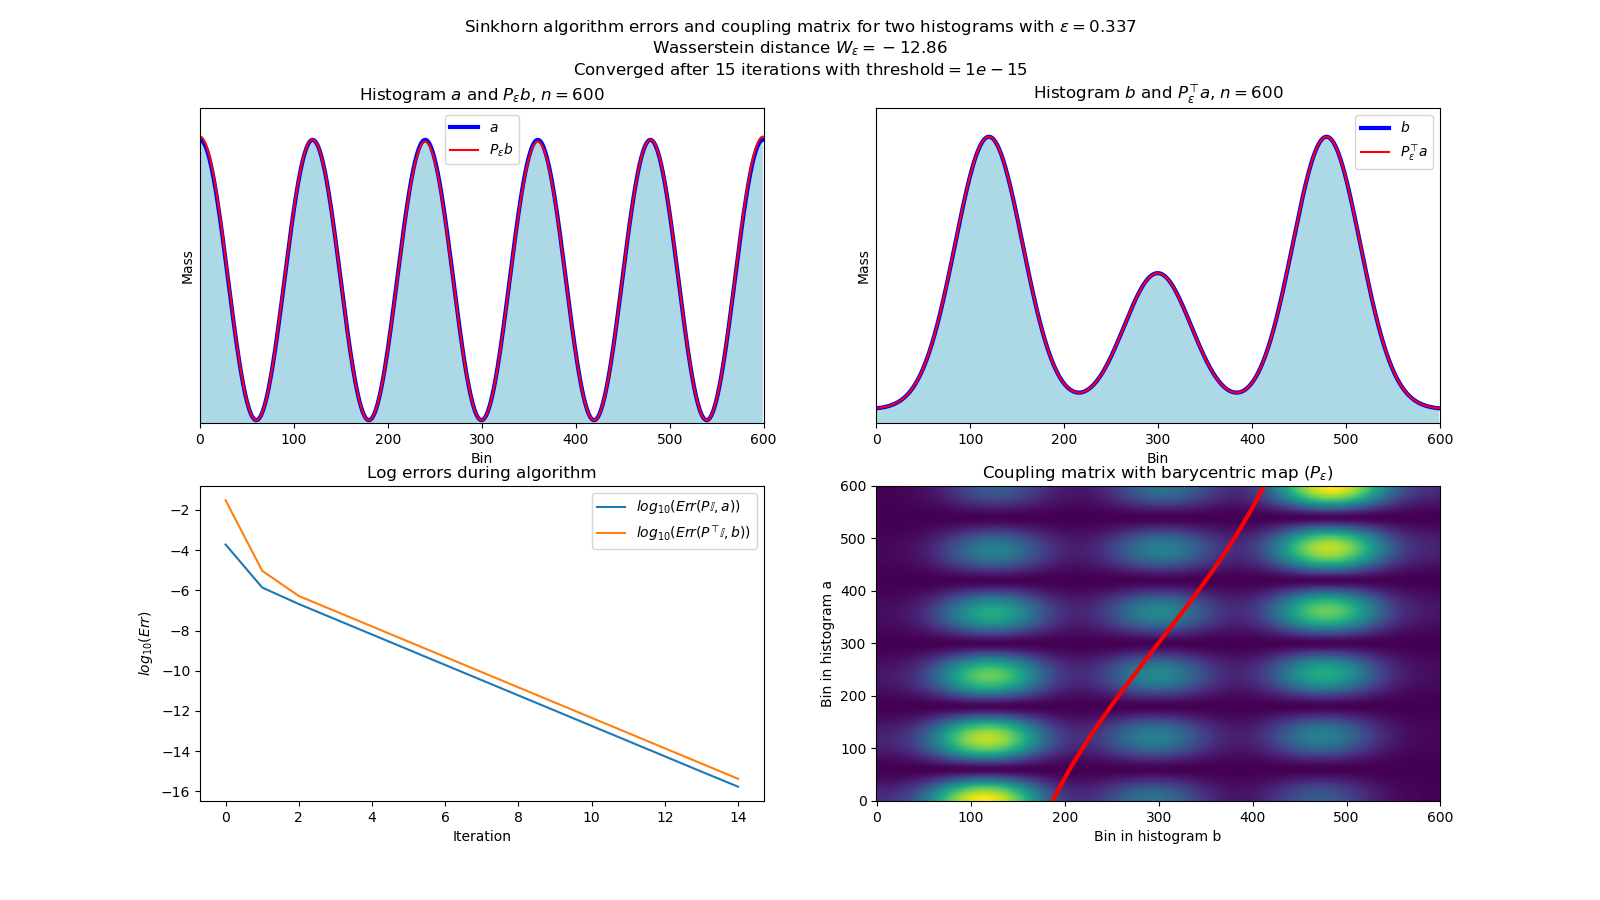 Sinkhorn algorithm errors and coupling matrix for two histograms with ε = 0.337
Wasserstein distance W_ε = −12.86
Converged after 15 iterations with threshold = 1e − 15
Histogram a and P_ε b, n = 600
a
P_ε b
Mass
0 100 200 300 400 500 600
Bin
Histogram b and P_ε^⊤ a, n = 600
b
P_ε^⊤ a
Mass
0 100 200 300 400 500 600
Bin
Log errors during algorithm
log₁₀(Err(P𝕀, a))
log₁₀(Err(P^⊤𝕀, b))
log₁₀(Err)
−2
−4
−6
−8
−10
−12
−14
−16
0 2 4 6 8 10 12 14
Iteration
Coupling matrix with barycentric map (P_ε)
Bin in histogram a
600
500
400
300
200
100
0
0 100 200 300 400 500 600
Bin in histogram b